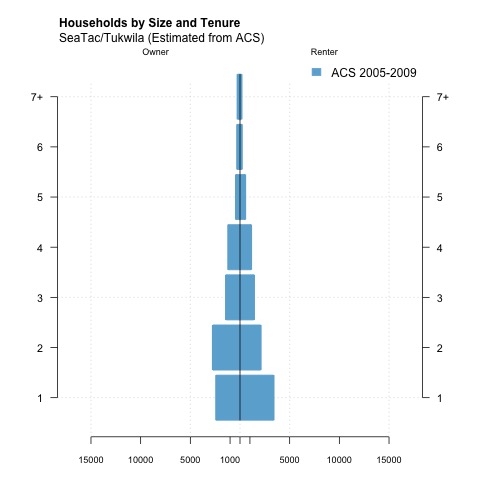 Households by Size and Tenure
SeaTac/Tukwila (Estimated from ACS)
Owner Renter
ACS 2005-2009
7+ 7+
6 6
5 5
4 4
3 3
2 2
1 1
15000 10000 5000 1000 5000 10000 15000